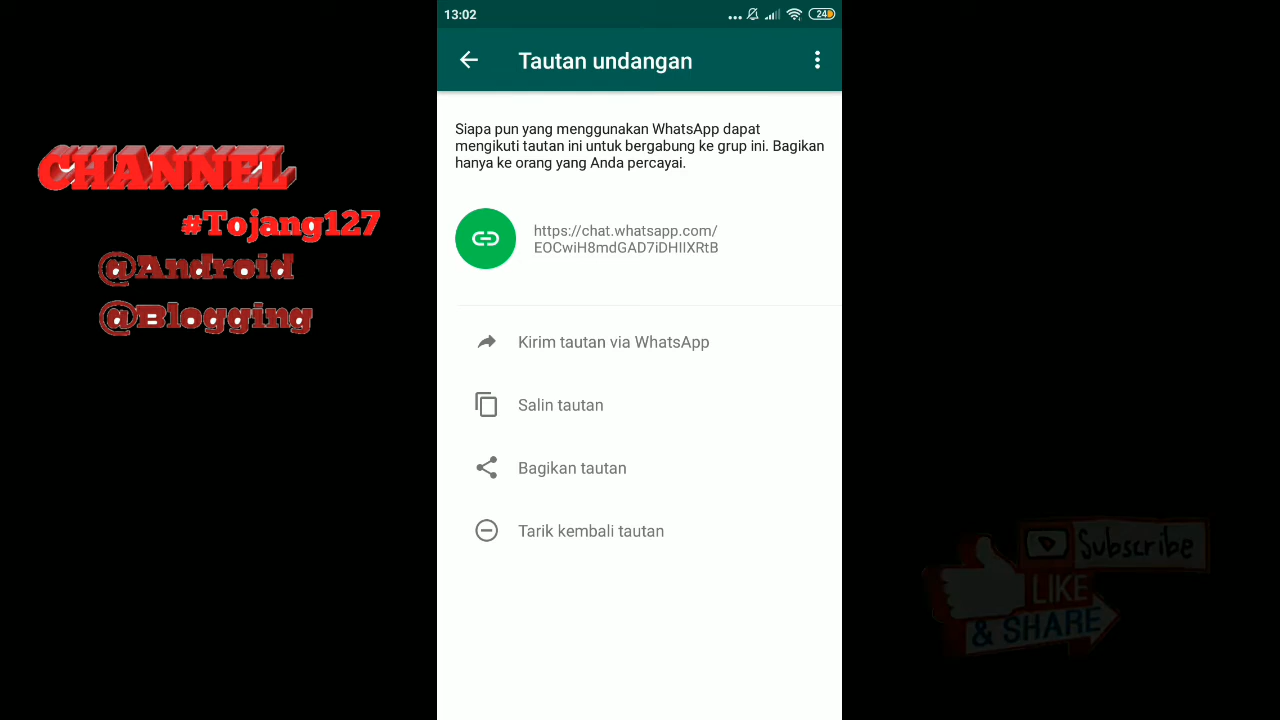 13:02
24
Tautan undangan
Siapa pun yang menggunakan WhatsApp dapat
mengikuti tautan ini untuk bergabung ke grup ini. Bagikan
hanya ke orang yang Anda percayai.
https://chat.whatsapp.com/
EOCwiH8mdGAD7iDHIIXRtB
Kirim tautan via WhatsApp
Salin tautan
Bagikan tautan
Tarik kembali tautan
CHANNEL
#Tojang127
@Android
@Blogging
Subscribe
LIKE
& SHARE